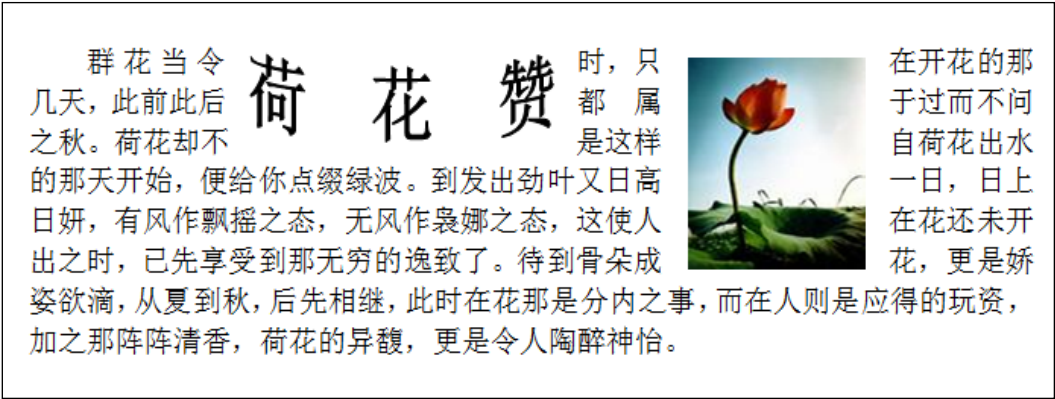 荷花赞
群花当令时，只在开花的那
几天，此前此后都属于过而不问
之秋。荷花却不是这样自荷花出水
的那天开始，便给你点缀绿波。到发出劲叶又日高一日，日上
日妍，有风作飘摇之态，无风作袅娜之态，这使人在花还未开
出之时，已先享受到那无穷的逸致了。待到骨朵成花，更是娇
姿欲滴，从夏到秋，后先相继，此时在花那是分内之事，而在人则是应得的玩资，
加之那阵阵清香，荷花的异馥，更是令人陶醉神怡。